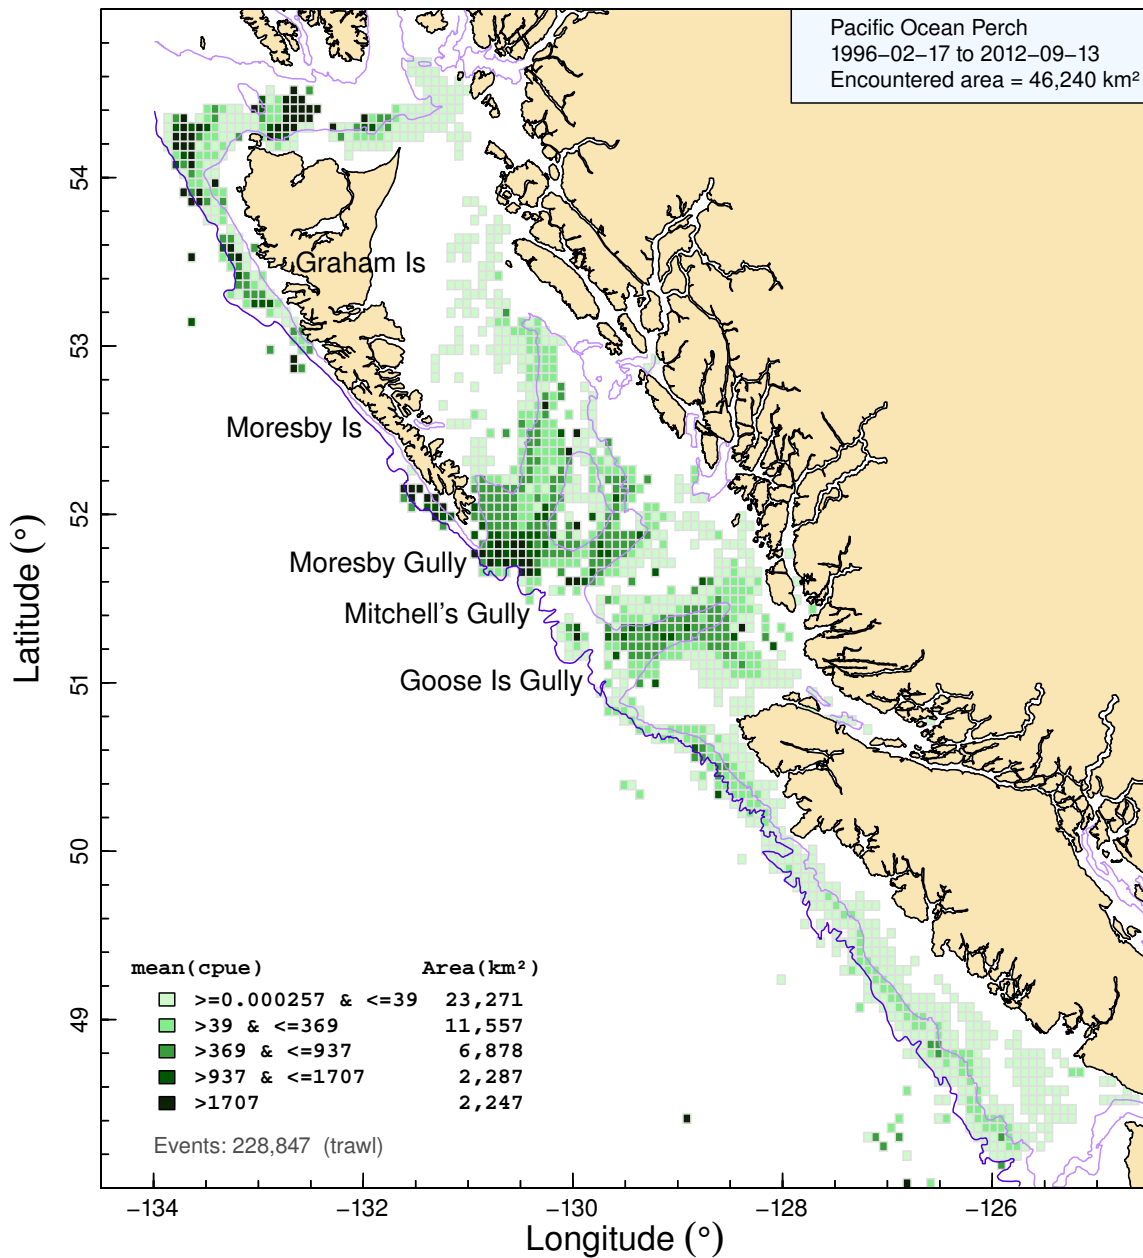 Pacific Ocean Perch
1996−02−17 to 2012−09−13
Encountered area = 46,240 km²
Graham Is
Moresby Is
Moresby Gully
Mitchell's Gully
Goose Is Gully
mean(cpue) Area(km²)
>=0.000257 & <=39 23,271
>39 & <=369 11,557
>369 & <=937 6,878
>937 & <=1707 2,287
>1707 2,247
Events: 228,847 (trawl)
54
53
52
51
50
49
Latitude (°)
−134 −132 −130 −128 −126
Longitude (°)